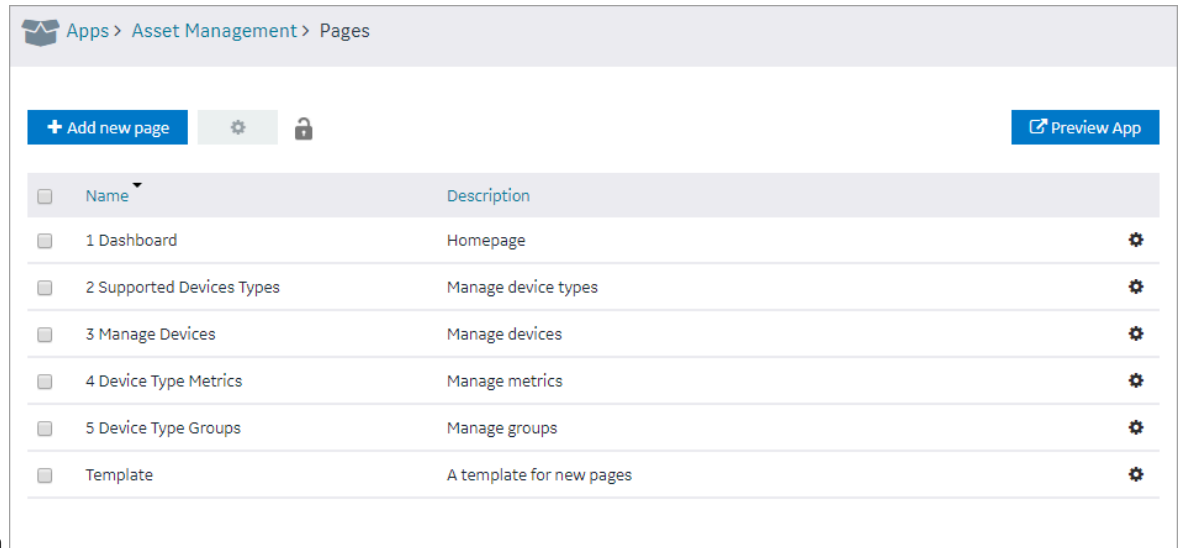 Apps > Asset Management > Pages
+ Add new page
Preview App
Name Description
1 Dashboard Homepage
2 Supported Devices Types Manage device types
3 Manage Devices Manage devices
4 Device Type Metrics Manage metrics
5 Device Type Groups Manage groups
Template A template for new pages